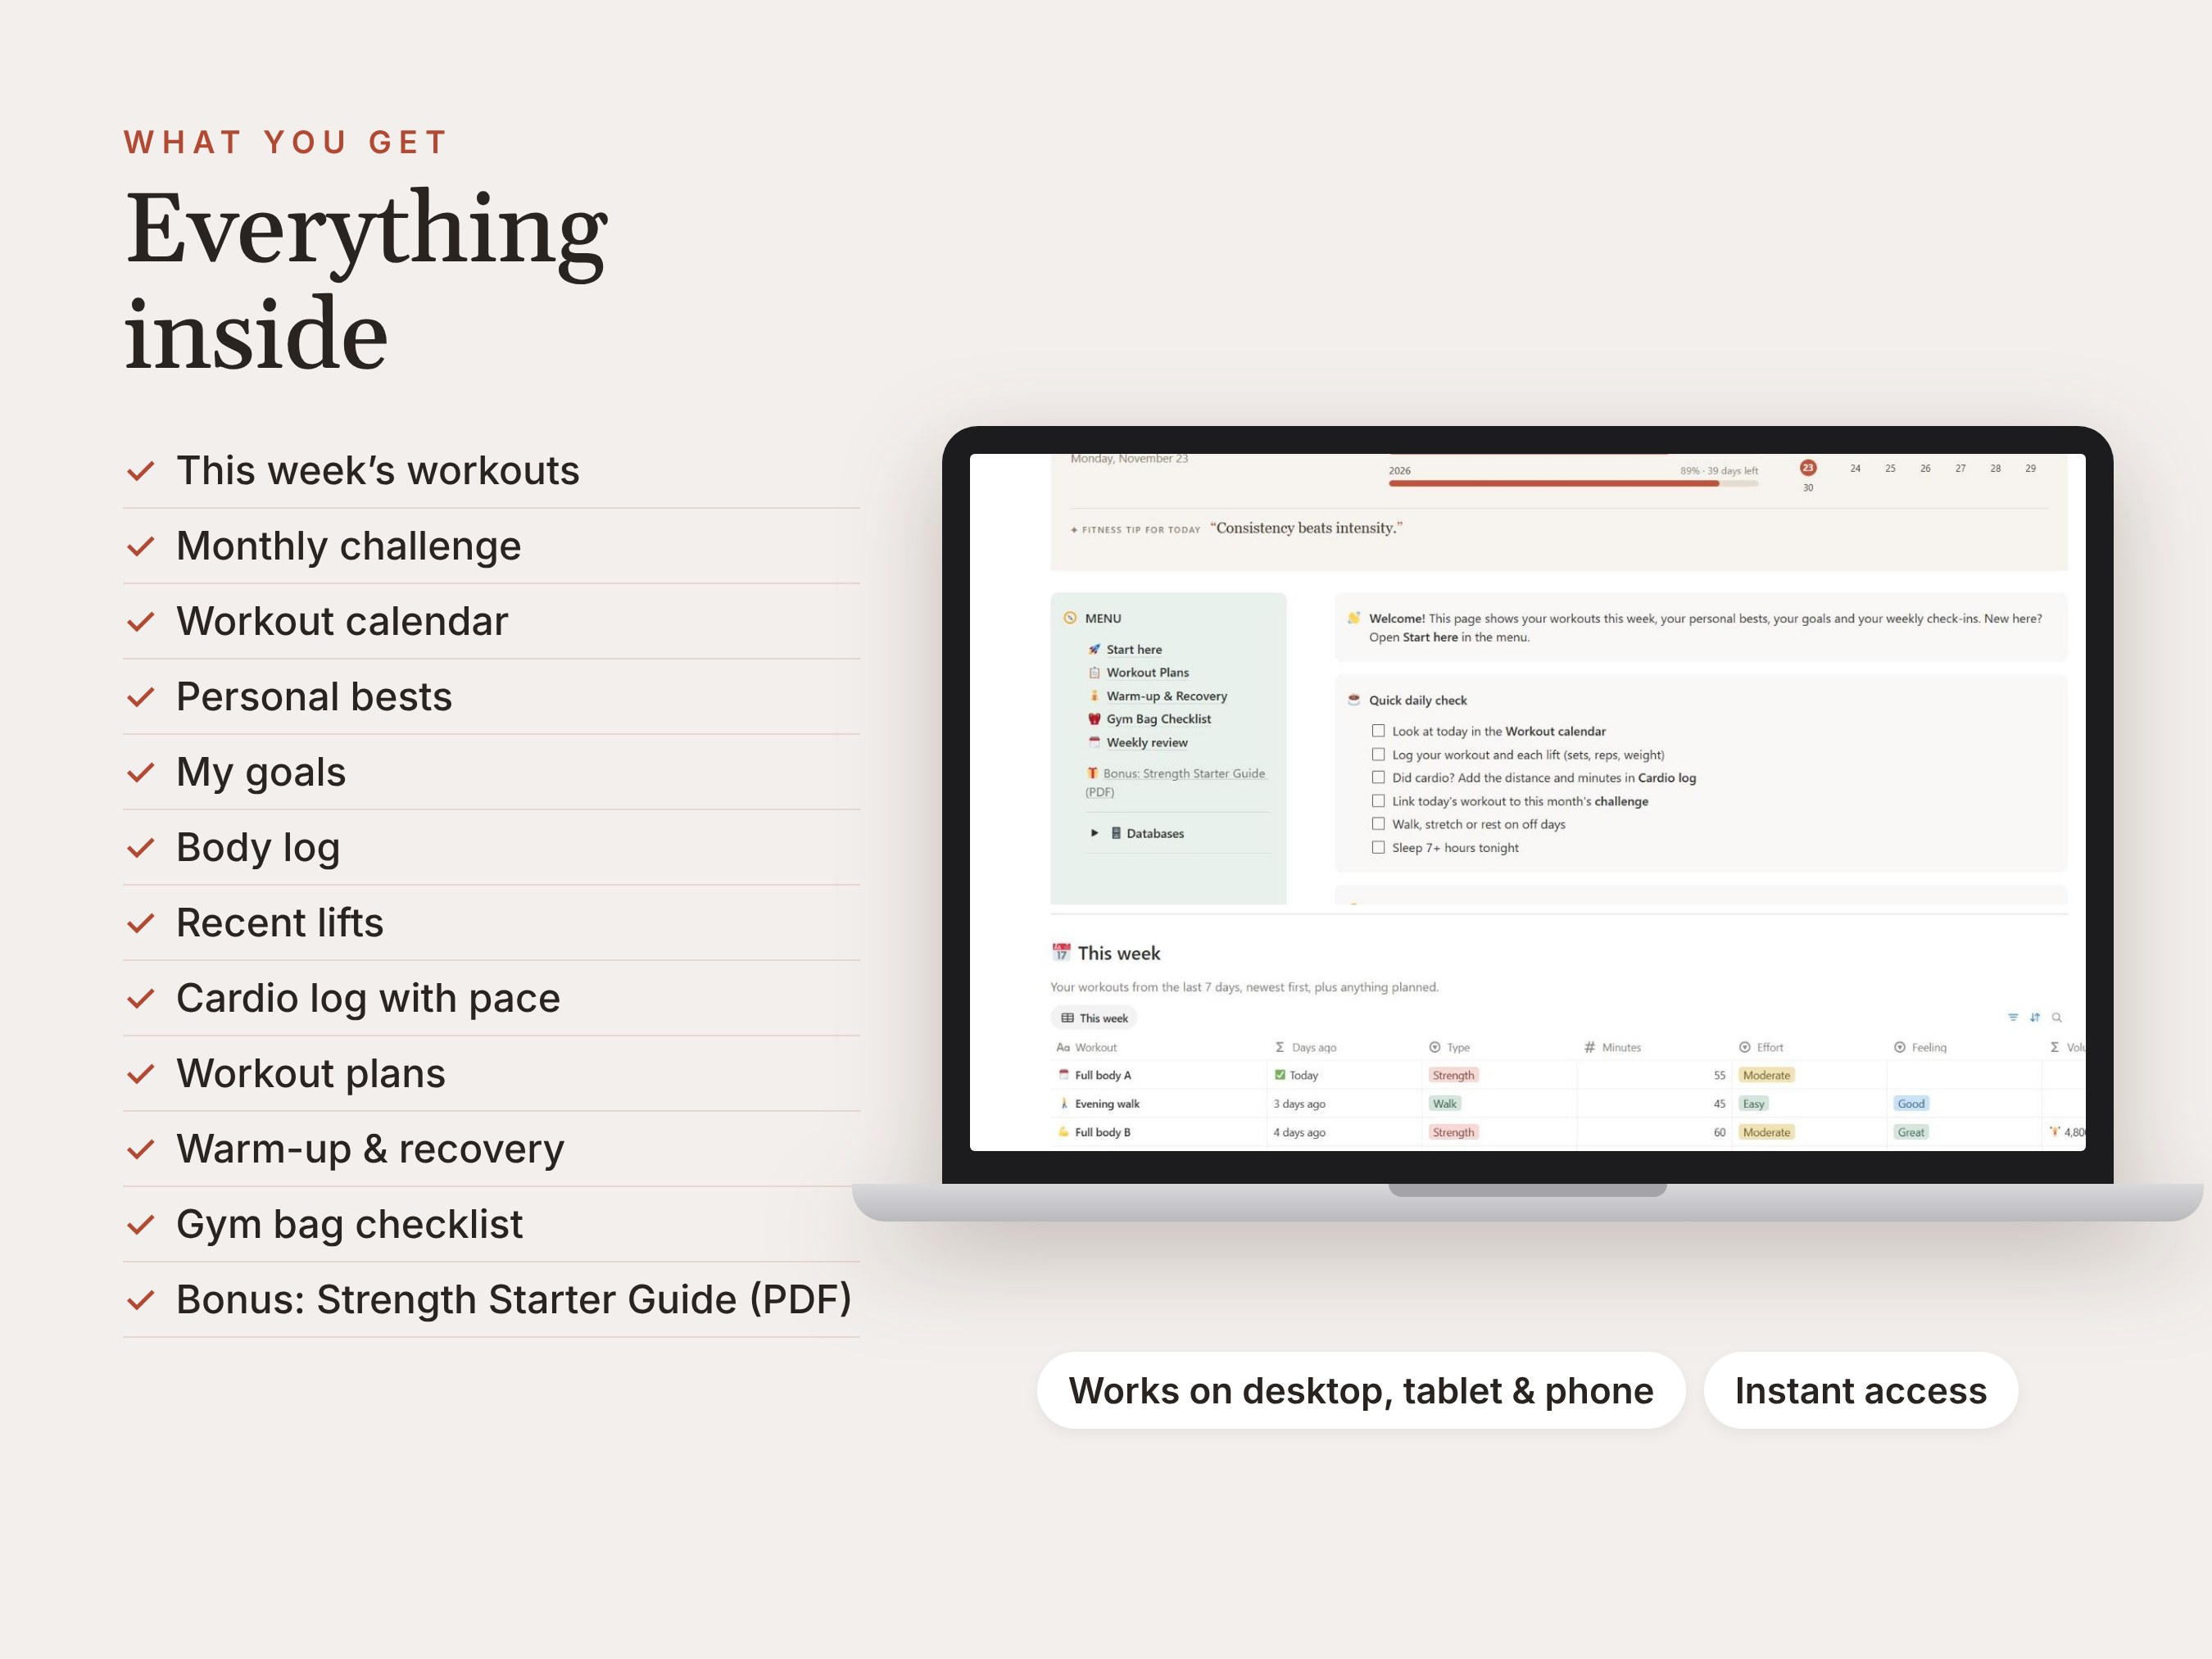 WHAT YOU GET
Everything
inside
This week’s workouts
Monthly challenge
Workout calendar
Personal bests
My goals
Body log
Recent lifts
Cardio log with pace
Workout plans
Warm-up & recovery
Gym bag checklist
Bonus: Strength Starter Guide (PDF)
Monday, November 23
2026 89% · 39 days left
23 24 25 26 27 28 29
30
FITNESS TIP FOR TODAY “Consistency beats intensity.”
MENU
Start here
Workout Plans
Warm-up & Recovery
Gym Bag Checklist
Weekly review
Bonus: Strength Starter Guide
(PDF)
Databases
Welcome! This page shows your workouts this week, your personal bests, your goals and your weekly check-ins. New here?
Open Start here in the menu.
Quick daily check
Look at today in the Workout calendar
Log your workout and each lift (sets, reps, weight)
Did cardio? Add the distance and minutes in Cardio log
Link today's workout to this month's challenge
Walk, stretch or rest on off days
Sleep 7+ hours tonight
This week
Your workouts from the last 7 days, newest first, plus anything planned.
This week
Aa Workout Σ Days ago Type # Minutes Effort Feeling Σ
Full body A Today Strength 55 Moderate
Evening walk 3 days ago Walk 45 Easy Good
Full body B 4 days ago Strength 60 Moderate Great
Works on desktop, tablet & phone
Instant access